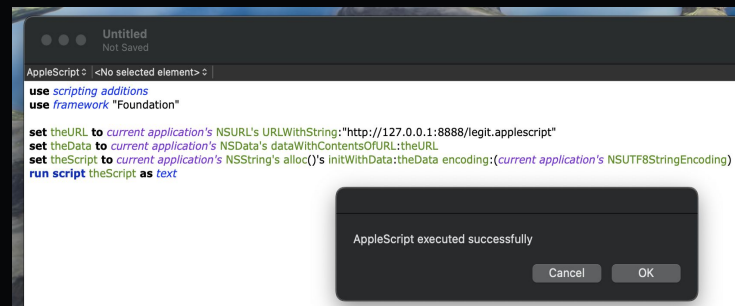 Untitled
Not Saved
AppleScript <No selected element>
use scripting additions
use framework "Foundation"
set theURL to current application's NSURL's URLWithString:"http://127.0.0.1:8888/legit.applescript"
set theData to current application's NSData's dataWithContentsOfURL:theURL
set theScript to current application's NSString's alloc()'s initWithData:theData encoding:(current application's NSUTF8StringEncoding)
run script theScript as text
AppleScript executed successfully
Cancel OK